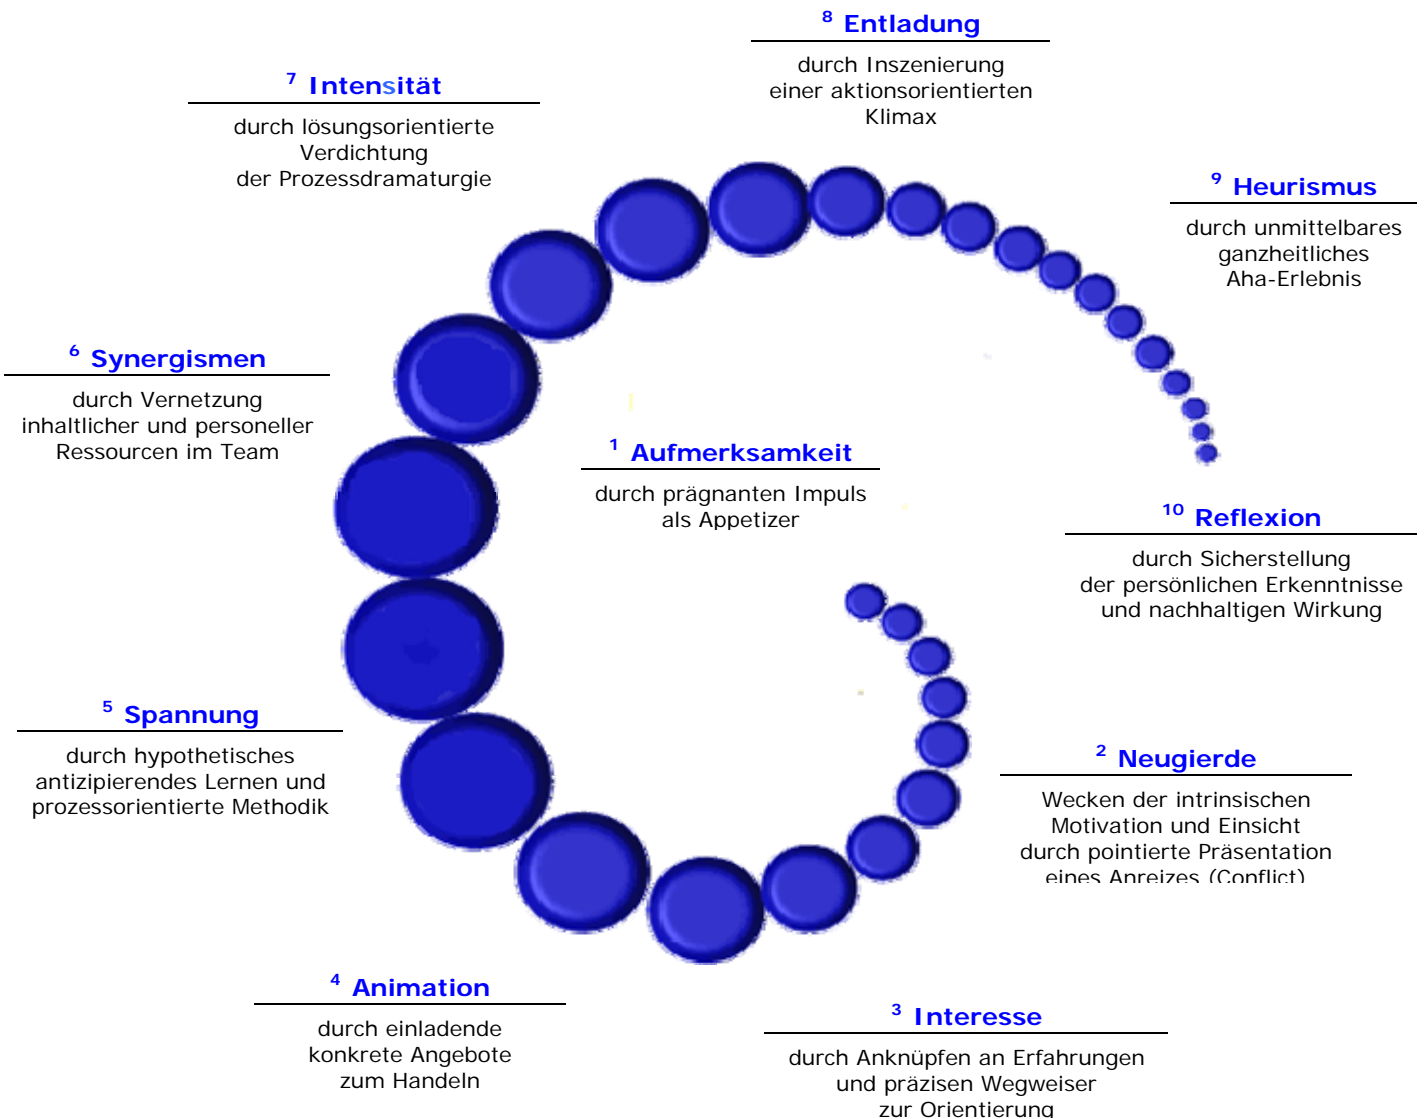 1 Aufmerksamkeit
durch prägnanten Impuls
als Appetizer
2 Neugierde
Wecken der intrinsischen
Motivation und Einsicht
durch pointierte Präsentation
eines Anreizes (Conflict)
3 Interesse
durch Anknüpfen an Erfahrungen
und präzisen Wegweiser
zur Orientierung
4 Animation
durch einladende
konkrete Angebote
zum Handeln
5 Spannung
durch hypothetisches
antizipierendes Lernen und
prozessorientierte Methodik
6 Synergismen
durch Vernetzung
inhaltlicher und personeller
Ressourcen im Team
7 Intensität
durch lösungsorientierte
Verdichtung
der Prozessdramaturgie
8 Entladung
durch Inszenierung
einer aktionsorientierten
Klimax
9 Heurismus
durch unmittelbares
ganzheitliches
Aha-Erlebnis
10 Reflexion
durch Sicherstellung
der persönlichen Erkenntnisse
und nachhaltigen Wirkung